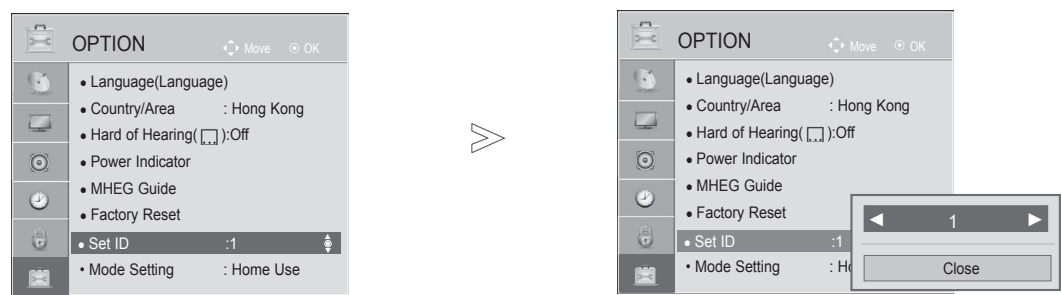 OPTION Move OK
• Language(Language)
• Country/Area : Hong Kong
• Hard of Hearing( ):Off
• Power Indicator
• MHEG Guide
• Factory Reset
• Set ID :1
• Mode Setting : Home Use
OPTION Move OK
• Language(Language)
• Country/Area : Hong Kong
• Hard of Hearing( ):Off
• Power Indicator
• MHEG Guide
• Factory Reset
• Set ID :1
• Mode Setting : Ho
◀ 1 ▶
Close